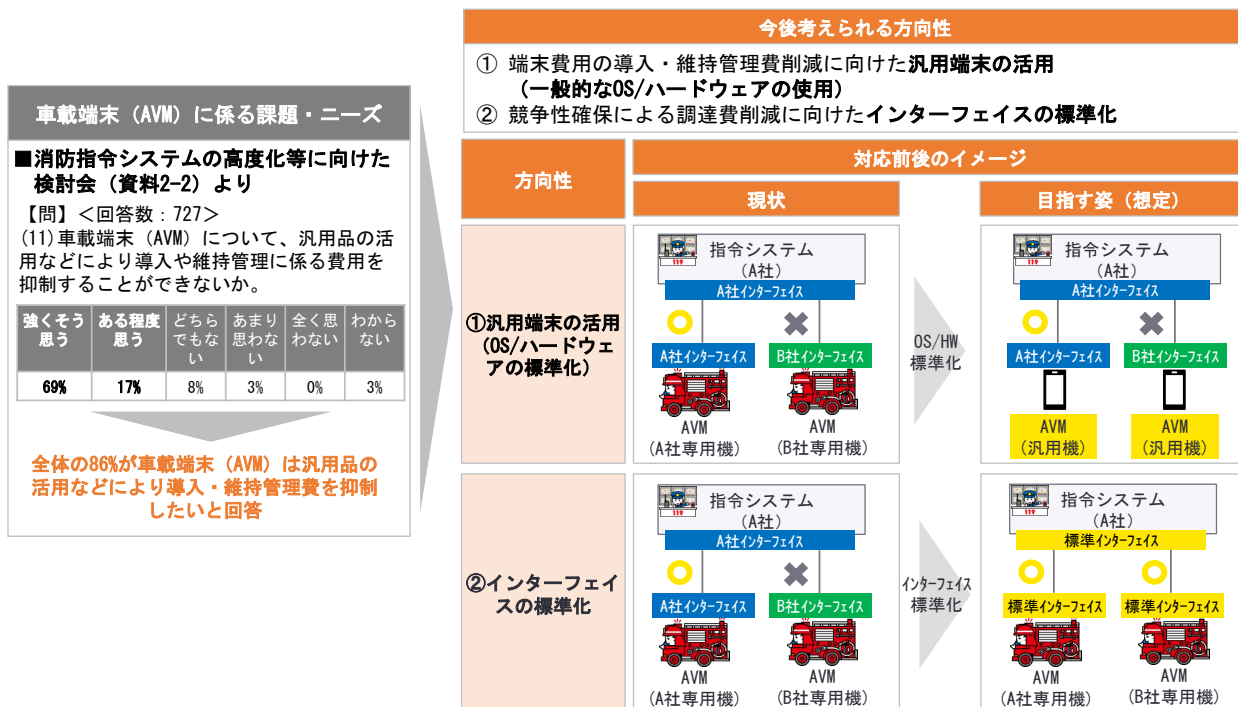 車載端末（AVM）に係る課題・ニーズ
■消防指令システムの高度化等に向けた
検討会（資料2-2）より
【問】＜回答数：727＞
(11)車載端末（AVM）について、汎用品の活
用などにより導入や維持管理に係る費用を
抑制することができないか。
強くそう
思う
ある程度
思う
どちら
でもな
い
あまり
思わな
い
全く思
わない
わから
ない
69%
17%
8%
3%
0%
3%
全体の86%が車載端末（AVM）は汎用品の
活用などにより導入・維持管理費を抑制
したいと回答
今後考えられる方向性
① 端末費用の導入・維持管理費削減に向けた汎用端末の活用
（一般的なOS/ハードウェアの使用）
② 競争性確保による調達費削減に向けたインターフェイスの標準化
方向性
対応前後のイメージ
現状
目指す姿（想定）
①汎用端末の活用
（OS/ハードウェ
アの標準化）
119
指令システム
（A社）
A社インターフェイス
A社インターフェイス
B社インターフェイス
AVM
（A社専用機）
AVM
（B社専用機）
OS/HW
標準化
119
指令システム
（A社）
A社インターフェイス
A社インターフェイス
B社インターフェイス
AVM
（汎用機）
AVM
（汎用機）
②インターフェイ
スの標準化
119
指令システム
（A社）
A社インターフェイス
A社インターフェイス
B社インターフェイス
AVM
（A社専用機）
AVM
（B社専用機）
インターフェイス
標準化
119
指令システム
（A社）
標準インターフェイス
標準インターフェイス
標準インターフェイス
AVM
（A社専用機）
AVM
（B社専用機）